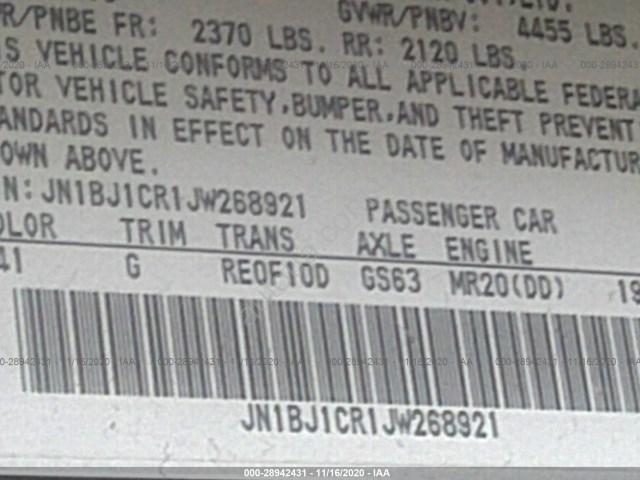 GVWR/PNBV: 4455 LBS.
R/PNBE FR: 2370 LBS. RR: 2120 LBS.
S VEHICLE CONFORMS TO ALL APPLICABLE FEDERA
TOR VEHICLE SAFETY,BUMPER,AND THEFT PREVENT
ANDARDS IN EFFECT ON THE DATE OF MANUFACTUR
OWN ABOVE.
N:JN1BJ1CR1JW268921 PASSENGER CAR
OLOR TRIM TRANS AXLE ENGINE
41 G RE0F10D GS63 MR20(DD) 19
JN1BJ1CR1JW268921
000-28942431 - 11/16/2020 - IAA